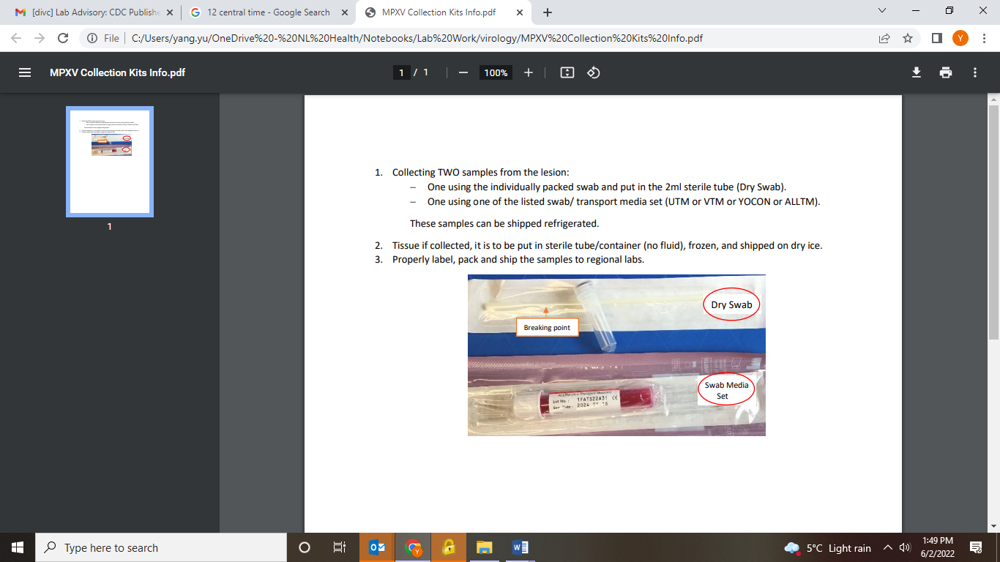 [divc] Lab Advisory: CDC Publishe
12 central time - Google Search
MPXV Collection Kits Info.pdf
File
C:/Users/yang.yu/OneDrive%20-%20NL%20Health/Notebooks/Lab%20Work/virology/MPXV%20Collection%20Kits%20Info.pdf
Y
MPXV Collection Kits Info.pdf
1 / 1
100%
1
1. Collecting TWO samples from the lesion:
– One using the individually packed swab and put in the 2ml sterile tube (Dry Swab).
– One using one of the listed swab/ transport media set (UTM or VTM or YOCON or ALLTM).
These samples can be shipped refrigerated.
2. Tissue if collected, it is to be put in sterile tube/container (no fluid), frozen, and shipped on dry ice.
3. Properly label, pack and ship the samples to regional labs.
Dry Swab
Breaking point
Swab Media
Set
Lot No.: 1FATS22A31 CE
2024-01-16
Type here to search
5°C Light rain
1:49 PM
6/2/2022